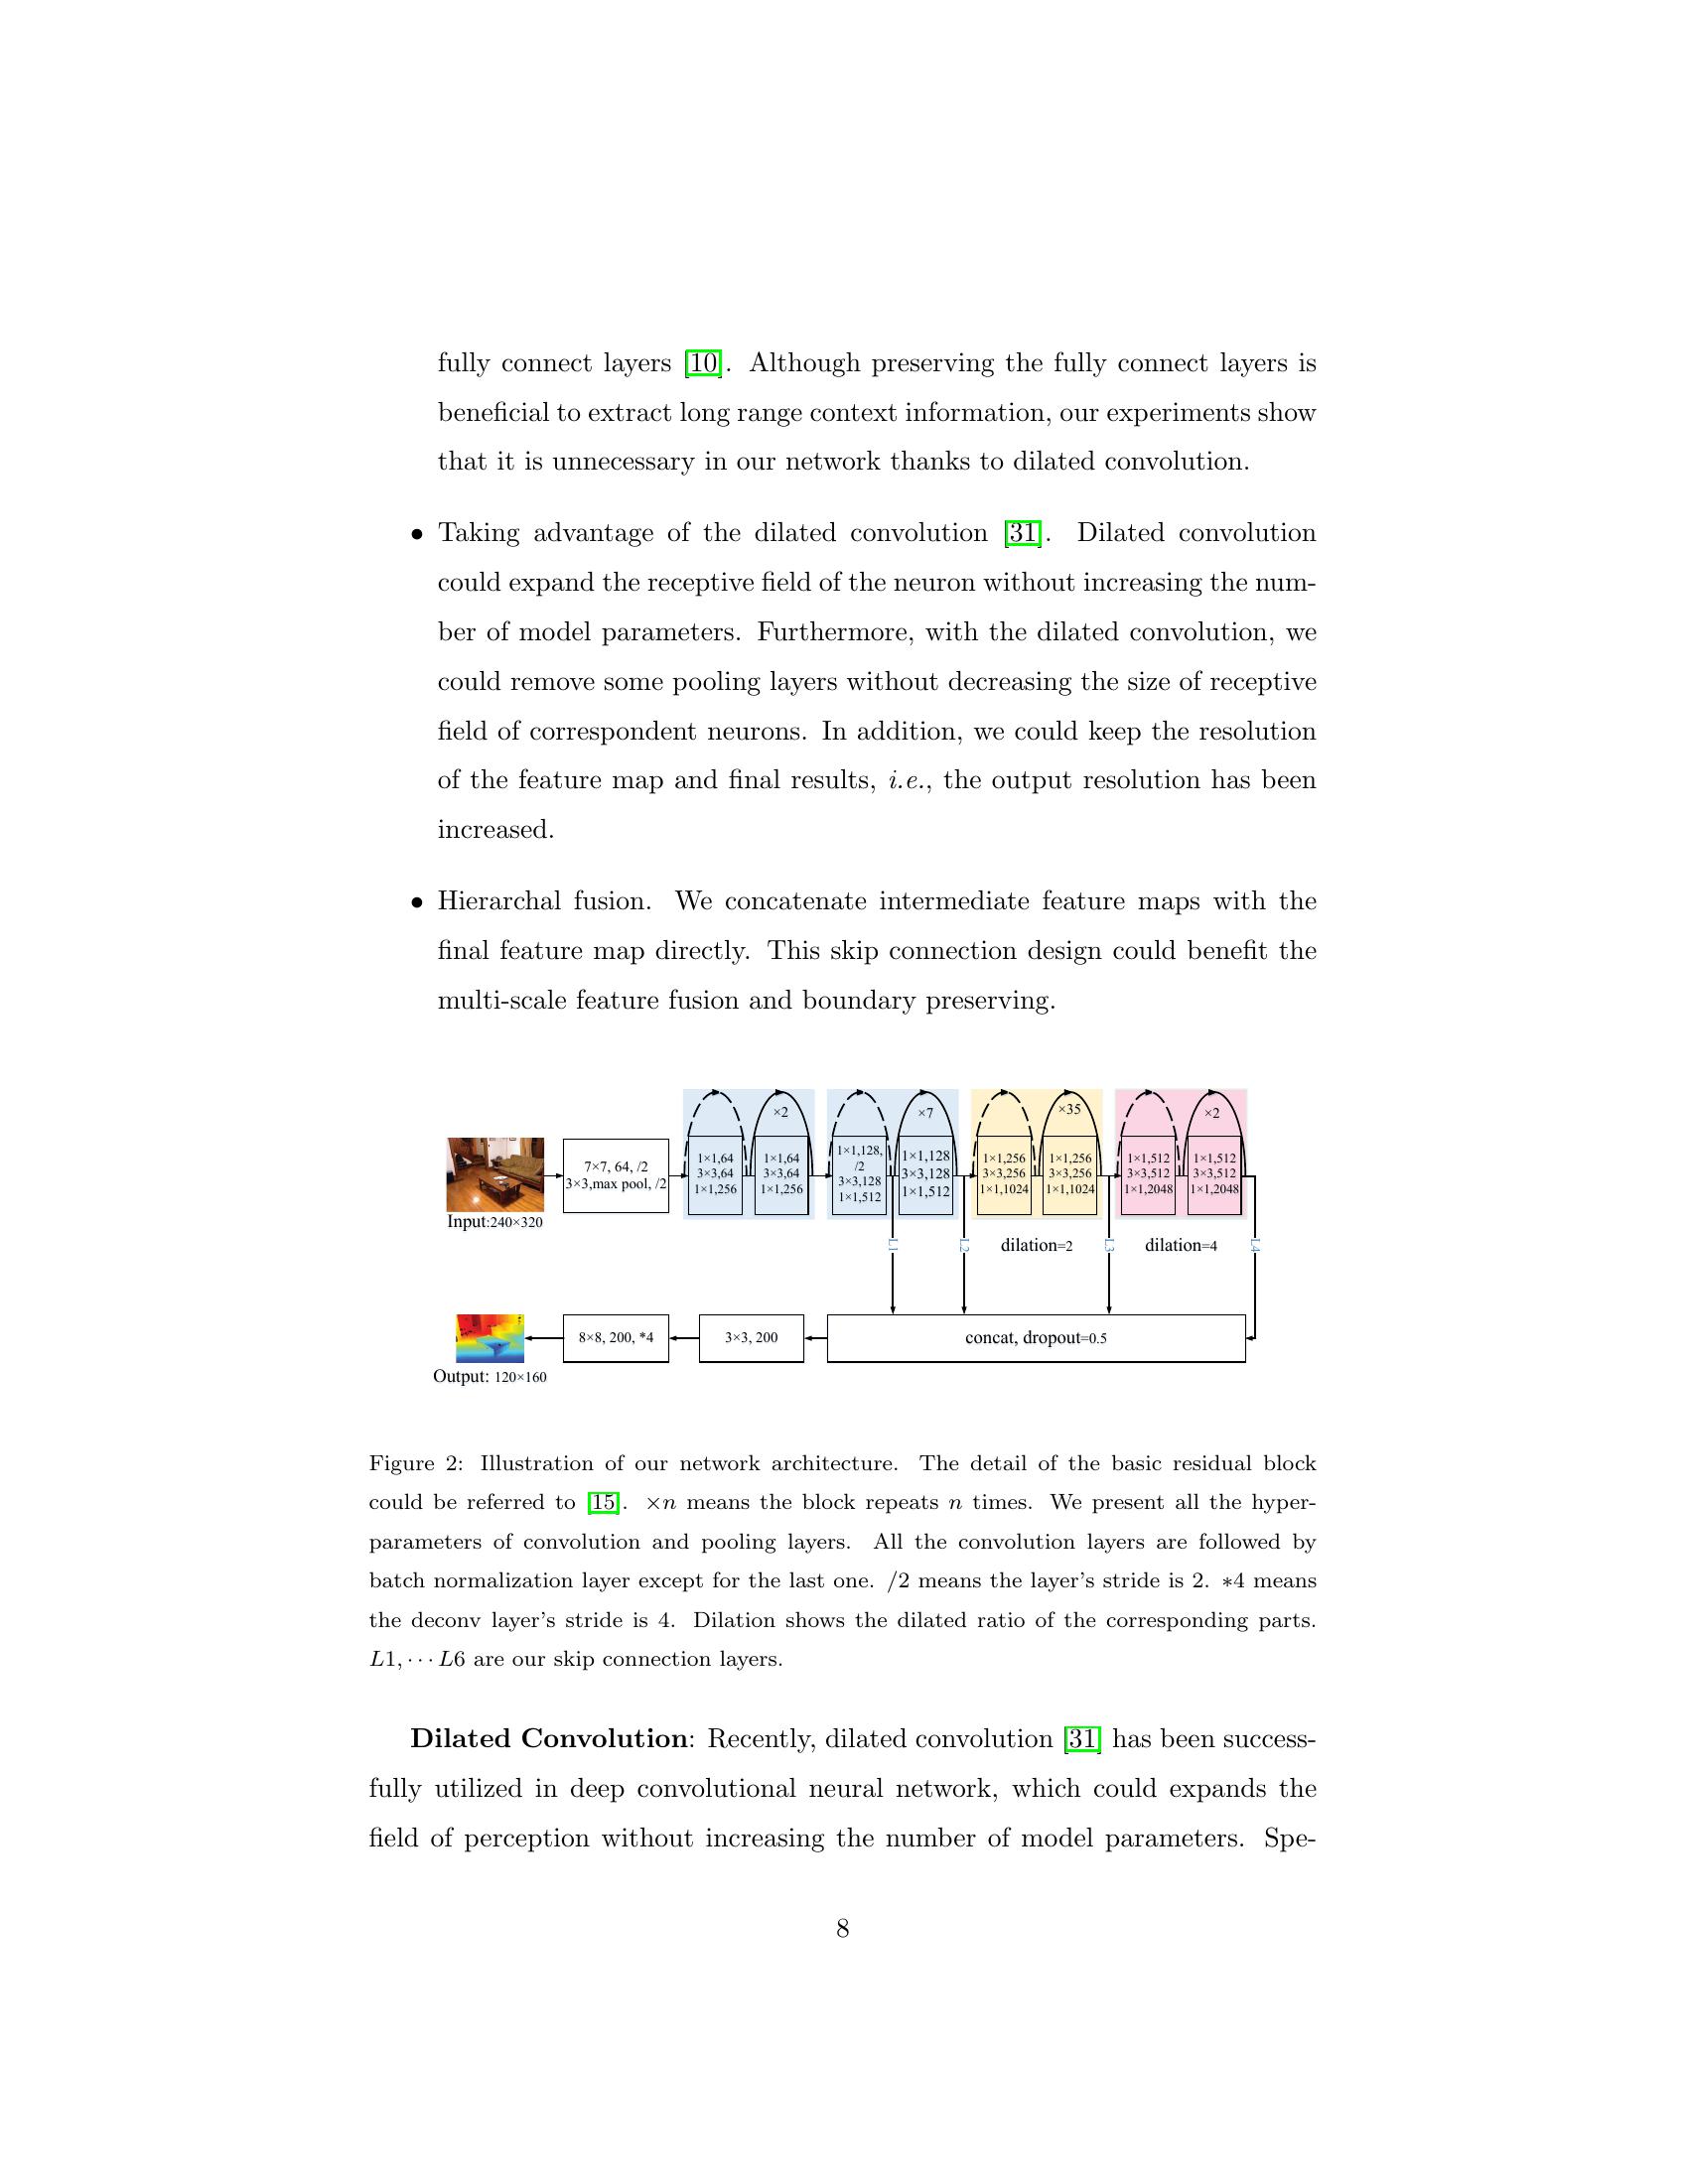 fully connect layers [10]. Although preserving the fully connect layers is
beneficial to extract long range context information, our experiments show
that it is unnecessary in our network thanks to dilated convolution.
• Taking advantage of the dilated convolution [31]. Dilated convolution
could expand the receptive field of the neuron without increasing the num-
ber of model parameters. Furthermore, with the dilated convolution, we
could remove some pooling layers without decreasing the size of receptive
field of correspondent neurons. In addition, we could keep the resolution
of the feature map and final results, i.e., the output resolution has been
increased.
• Hierarchal fusion. We concatenate intermediate feature maps with the
final feature map directly. This skip connection design could benefit the
multi-scale feature fusion and boundary preserving.
Input:240×320
7×7, 64, /2
3×3,max pool, /2
1×1,64
3×3,64
1×1,256
×2
1×1,64
3×3,64
1×1,256
1×1,128,
/2
3×3,128
1×1,512
×7
1×1,128
3×3,128
1×1,512
1×1,256
3×3,256
1×1,1024
×35
1×1,256
3×3,256
1×1,1024
1×1,512
3×3,512
1×1,2048
×2
1×1,512
3×3,512
1×1,2048
L1
L2
dilation=2
L3
dilation=4
L4
Output: 120×160
8×8, 200, *4
3×3, 200
concat, dropout=0.5
Figure 2: Illustration of our network architecture. The detail of the basic residual block
could be referred to [15]. ×n means the block repeats n times. We present all the hyper-
parameters of convolution and pooling layers. All the convolution layers are followed by
batch normalization layer except for the last one. /2 means the layer's stride is 2. ∗4 means
the deconv layer's stride is 4. Dilation shows the dilated ratio of the corresponding parts.
L1, · · · L6 are our skip connection layers.
Dilated Convolution: Recently, dilated convolution [31] has been success-
fully utilized in deep convolutional neural network, which could expands the
field of perception without increasing the number of model parameters. Spe-
8